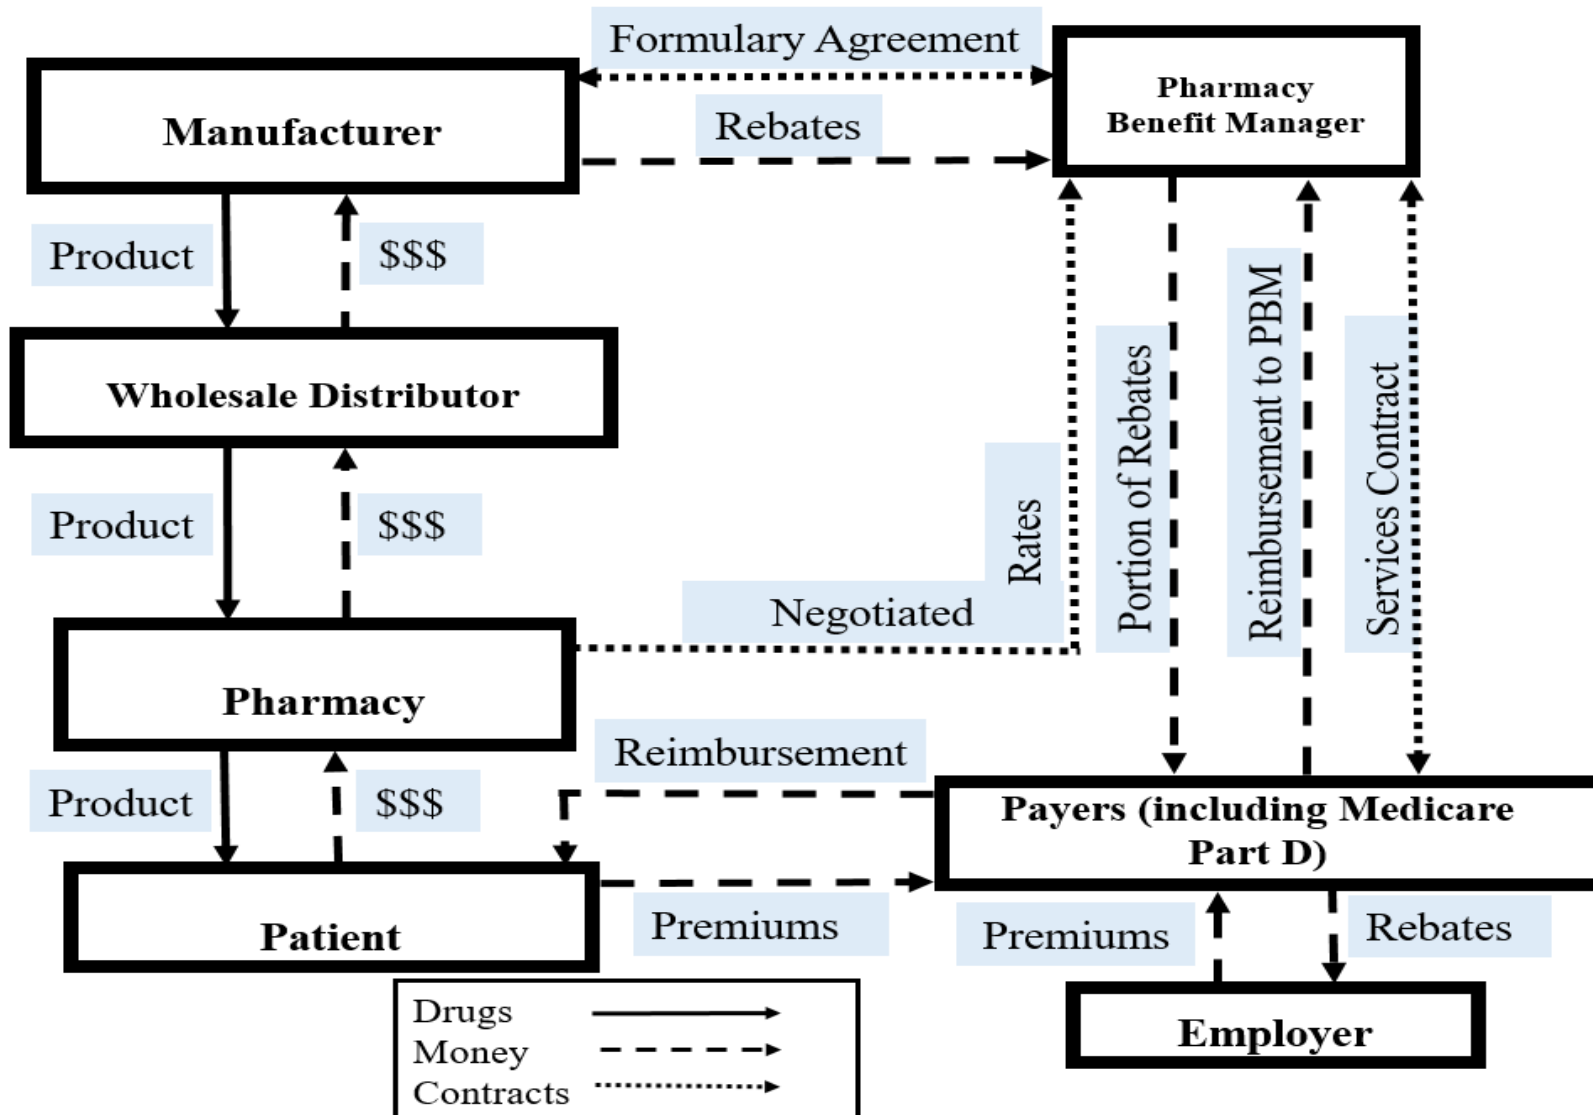 Formulary Agreement
Manufacturer
Pharmacy
Benefit Manager
Rebates
Product
$$$
Wholesale Distributor
Product
$$$
Negotiated
Rates
Portion of Rebates
Reimbursement to PBM
Services Contract
Pharmacy
Product
$$$
Reimbursement
Payers (including Medicare
Part D)
Patient
Premiums
Premiums
Rebates
Employer
Drugs
Money
Contracts